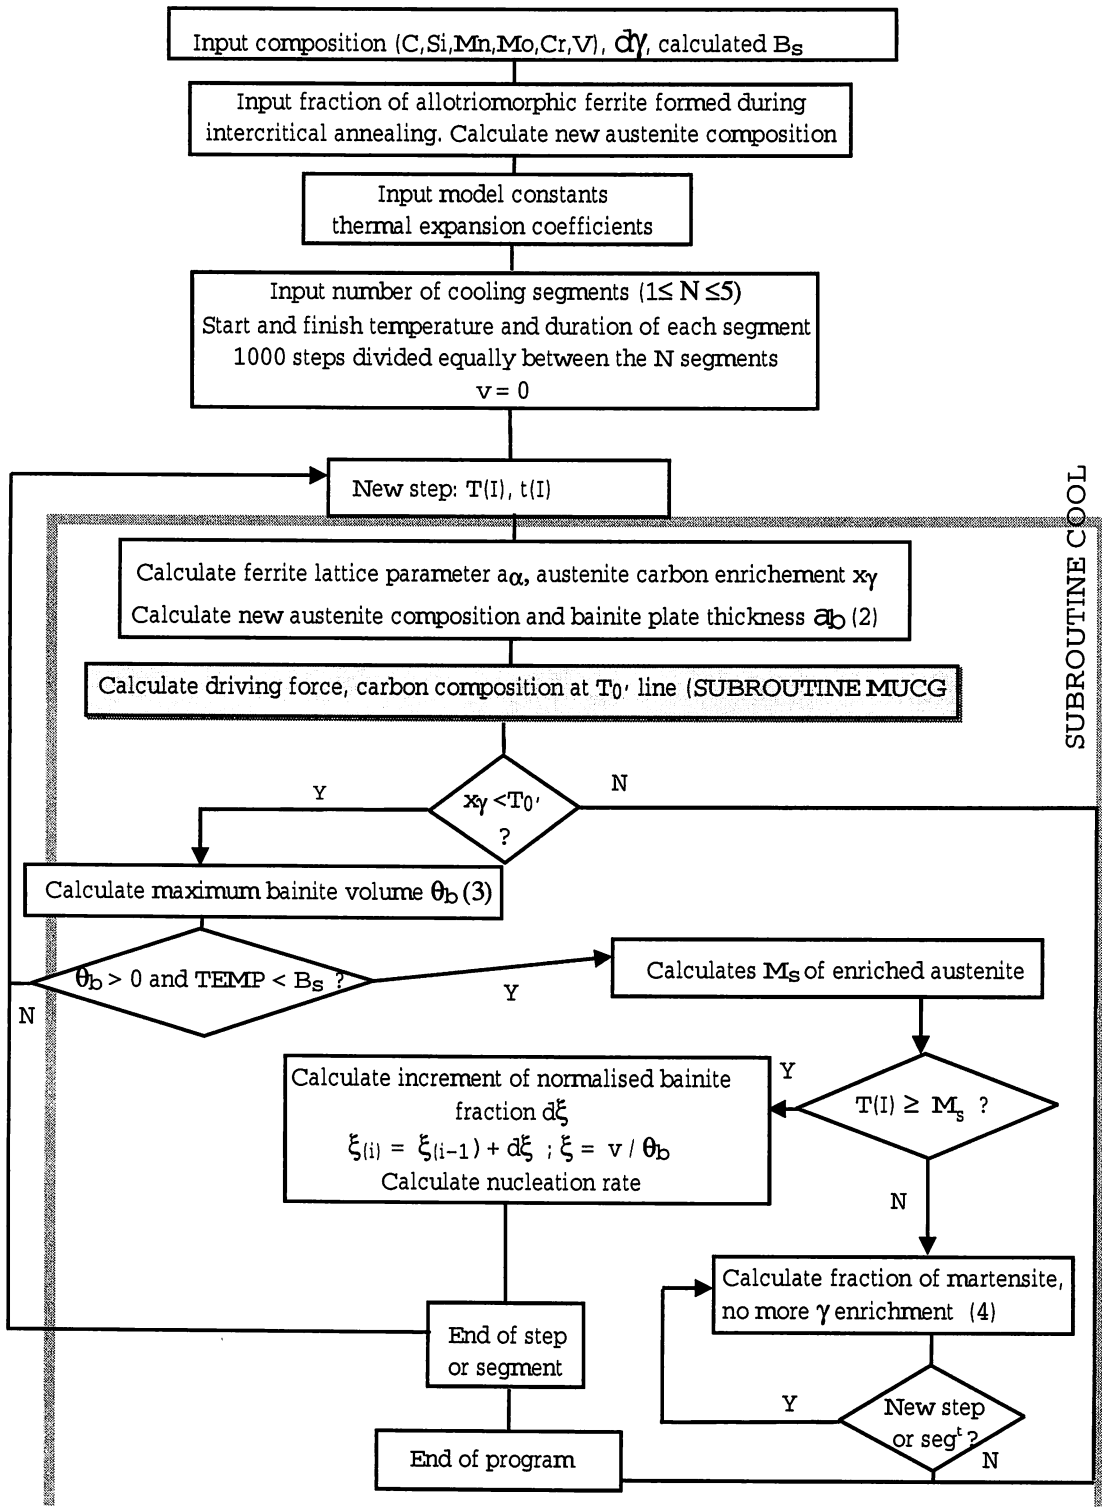 Input composition (C,Si,Mn,Mo,Cr,V), dγ, calculated Bs
Input fraction of allotriomorphic ferrite formed during
intercritical annealing. Calculate new austenite composition
Input model constants
thermal expansion coefficients
Input number of cooling segments (1≤ N ≤5)
Start and finish temperature and duration of each segment
1000 steps divided equally between the N segments
v = 0
New step: T(I), t(I)
SUBROUTINE COOL
Calculate ferrite lattice parameter aα, austenite carbon enrichement xγ
Calculate new austenite composition and bainite plate thickness ab (2)
Calculate driving force, carbon composition at T0' line (SUBROUTINE MUCG
xγ <T0'
?
Y
N
Calculate maximum bainite volume θb (3)
θb > 0 and TEMP < Bs ?
Y
N
Calculates Ms of enriched austenite
T(I) ≥ Ms ?
Y
N
Calculate increment of normalised bainite
fraction dξ
ξ(i) = ξ(i−1) + dξ ; ξ = v / θb
Calculate nucleation rate
Calculate fraction of martensite,
no more γ enrichment (4)
End of step
or segment
New step
or segt ?
Y
N
End of program